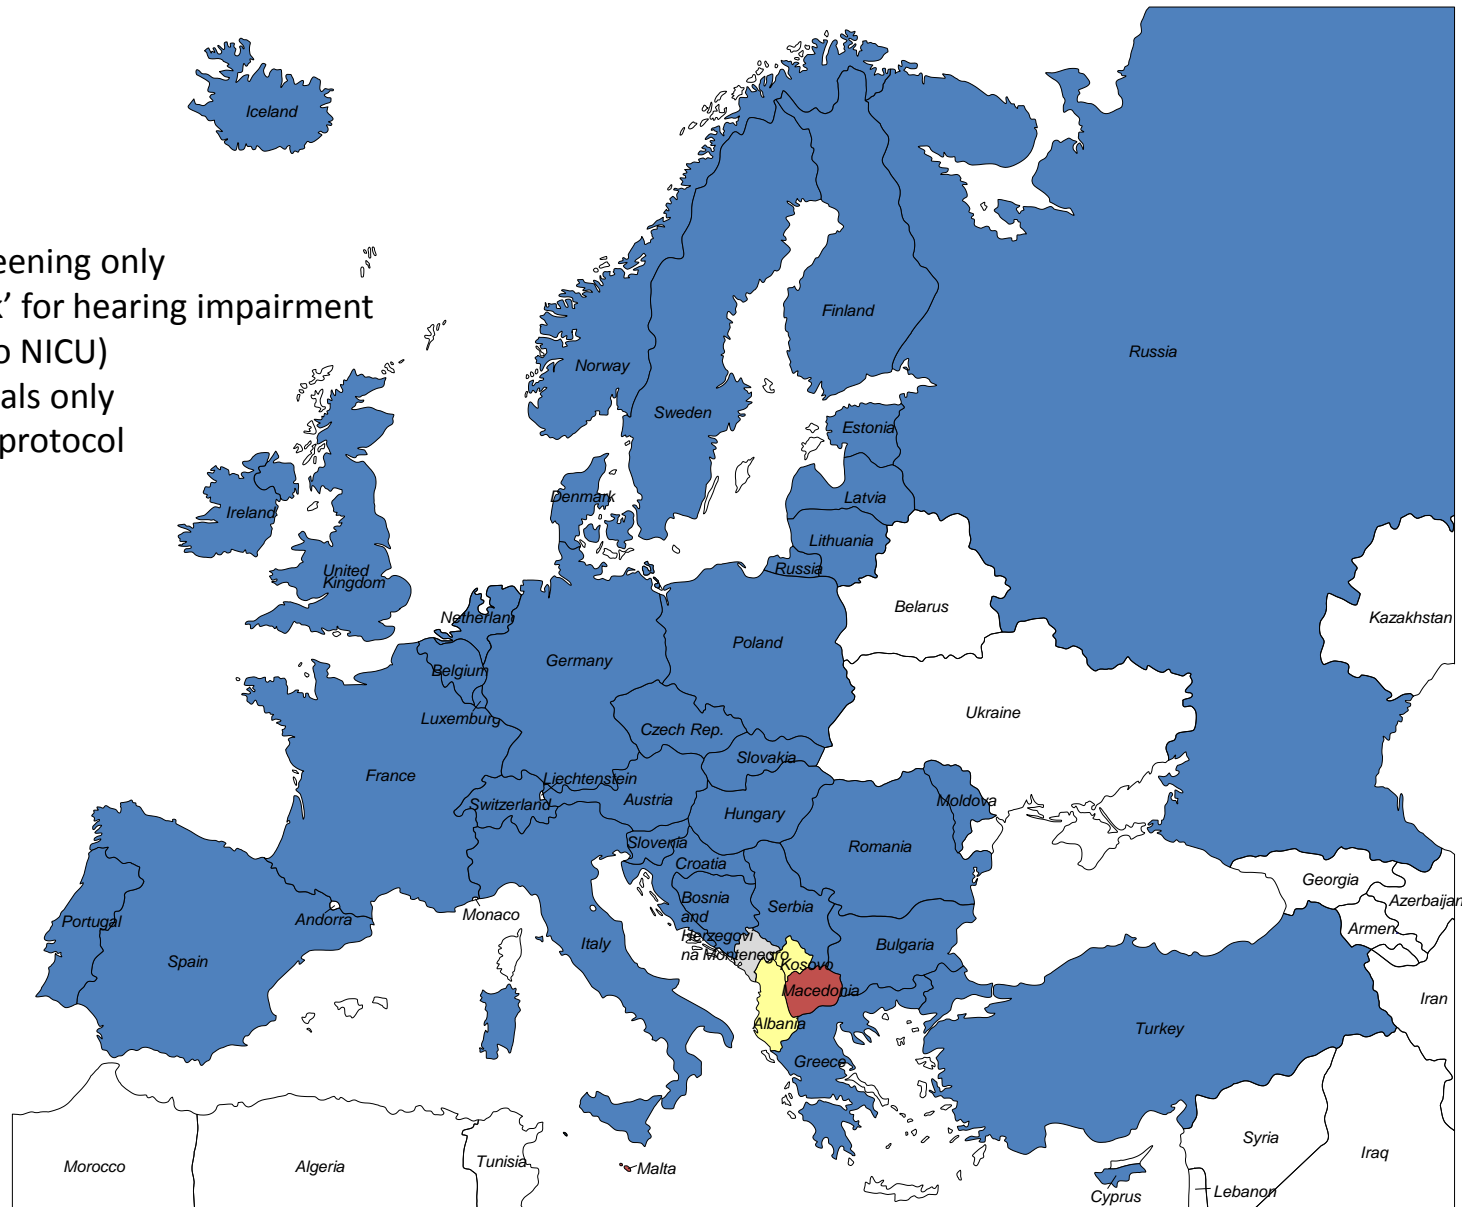 Iceland
eening only
k’ for hearing impairment
o NICU)
als only
protocol
Norway
Finland
Russia
Sweden
Estonia
Denmark
Latvia
Ireland
Lithuania
Russia
United
Kingdom
Belarus
Netherlan
Kazakhstan
Poland
Germany
Belgium
Luxemburg
Ukraine
Czech Rep.
Slovakia
France
Liechtenstein
Switzerland
Austria
Moldova
Hungary
Slovenia
Romania
Croatia
Georgia
Bosnia
and
Herzegovi
na
Azerbaijan
Serbia
Monaco
Andorra
Portugal
Armen
Italy
Bulgaria
Montenegro
Spain
Kosovo
Macedonia
Iran
Albania
Turkey
Greece
Syria
Iraq
Morocco
Algeria
Tunisia
Malta
Cyprus
Lebanon